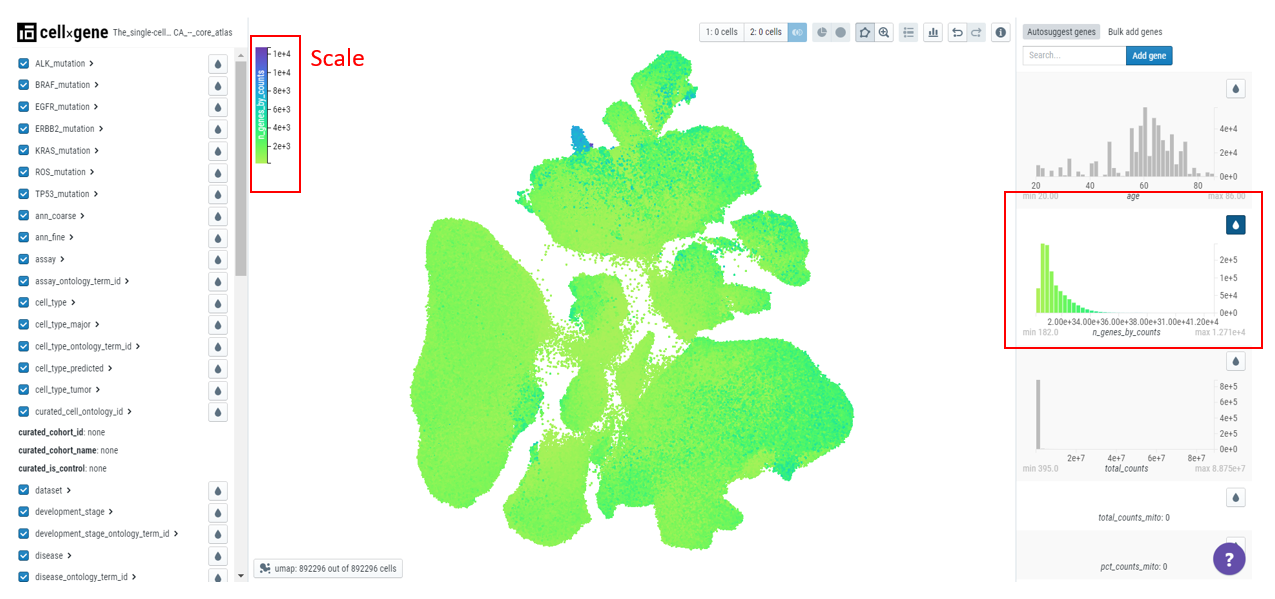 cellxgene The_single-cell... CA_--_core_atlas
1: 0 cells 2: 0 cells
Autosuggest genes Bulk add genes
Search... Add gene
ALK_mutation
BRAF_mutation
EGFR_mutation
ERBB2_mutation
KRAS_mutation
ROS_mutation
TP53_mutation
ann_coarse
ann_fine
assay
assay_ontology_term_id
cell_type
cell_type_major
cell_type_ontology_term_id
cell_type_predicted
cell_type_tumor
curated_cell_ontology_id
curated_cohort_id: none
curated_cohort_name: none
curated_is_control: none
dataset
development_stage
development_stage_ontology_term_id
disease
disease_ontology_term_id
Scale
1e+4
1e+4
8e+3
6e+3
4e+3
2e+3
n_genes_by_counts
umap: 892296 out of 892296 cells
4e+4
2e+4
0e+0
20 40 60 80
min 20.00 age max 86.00
2e+5
1e+5
5e+4
0e+0
2.00e+34.00e+36.00e+38.00e+31.00e+41.20e+4
min 182.0 n_genes_by_counts max 1.271e+4
8e+5
6e+5
4e+5
2e+5
0e+0
2e+7 4e+7 6e+7 8e+7
min 395.0 total_counts max 8.875e+7
total_counts_mito: 0
pct_counts_mito: 0
?